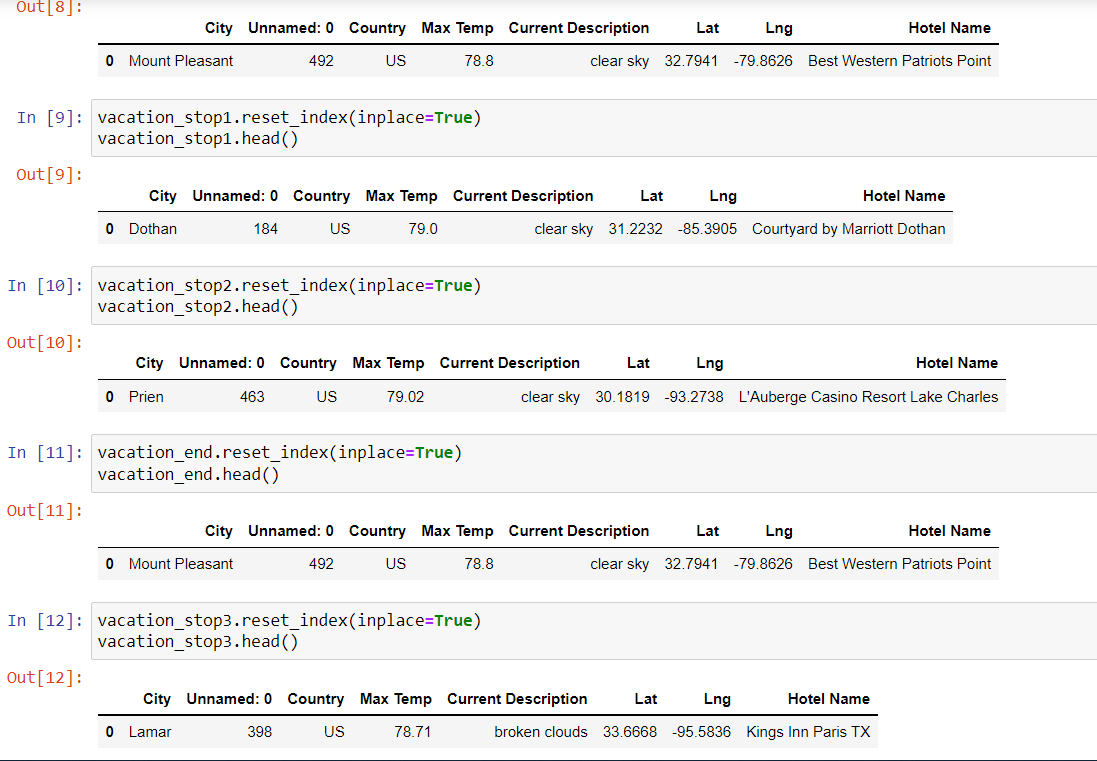 Out[8]:
City Unnamed: 0 Country Max Temp Current Description Lat Lng Hotel Name
0 Mount Pleasant 492 US 78.8 clear sky 32.7941 -79.8626 Best Western Patriots Point
In [9]: vacation_stop1.reset_index(inplace=True)
vacation_stop1.head()
Out[9]:
City Unnamed: 0 Country Max Temp Current Description Lat Lng Hotel Name
0 Dothan 184 US 79.0 clear sky 31.2232 -85.3905 Courtyard by Marriott Dothan
In [10]: vacation_stop2.reset_index(inplace=True)
vacation_stop2.head()
Out[10]:
City Unnamed: 0 Country Max Temp Current Description Lat Lng Hotel Name
0 Prien 463 US 79.02 clear sky 30.1819 -93.2738 L'Auberge Casino Resort Lake Charles
In [11]: vacation_end.reset_index(inplace=True)
vacation_end.head()
Out[11]:
City Unnamed: 0 Country Max Temp Current Description Lat Lng Hotel Name
0 Mount Pleasant 492 US 78.8 clear sky 32.7941 -79.8626 Best Western Patriots Point
In [12]: vacation_stop3.reset_index(inplace=True)
vacation_stop3.head()
Out[12]:
City Unnamed: 0 Country Max Temp Current Description Lat Lng Hotel Name
0 Lamar 398 US 78.71 broken clouds 33.6668 -95.5836 Kings Inn Paris TX